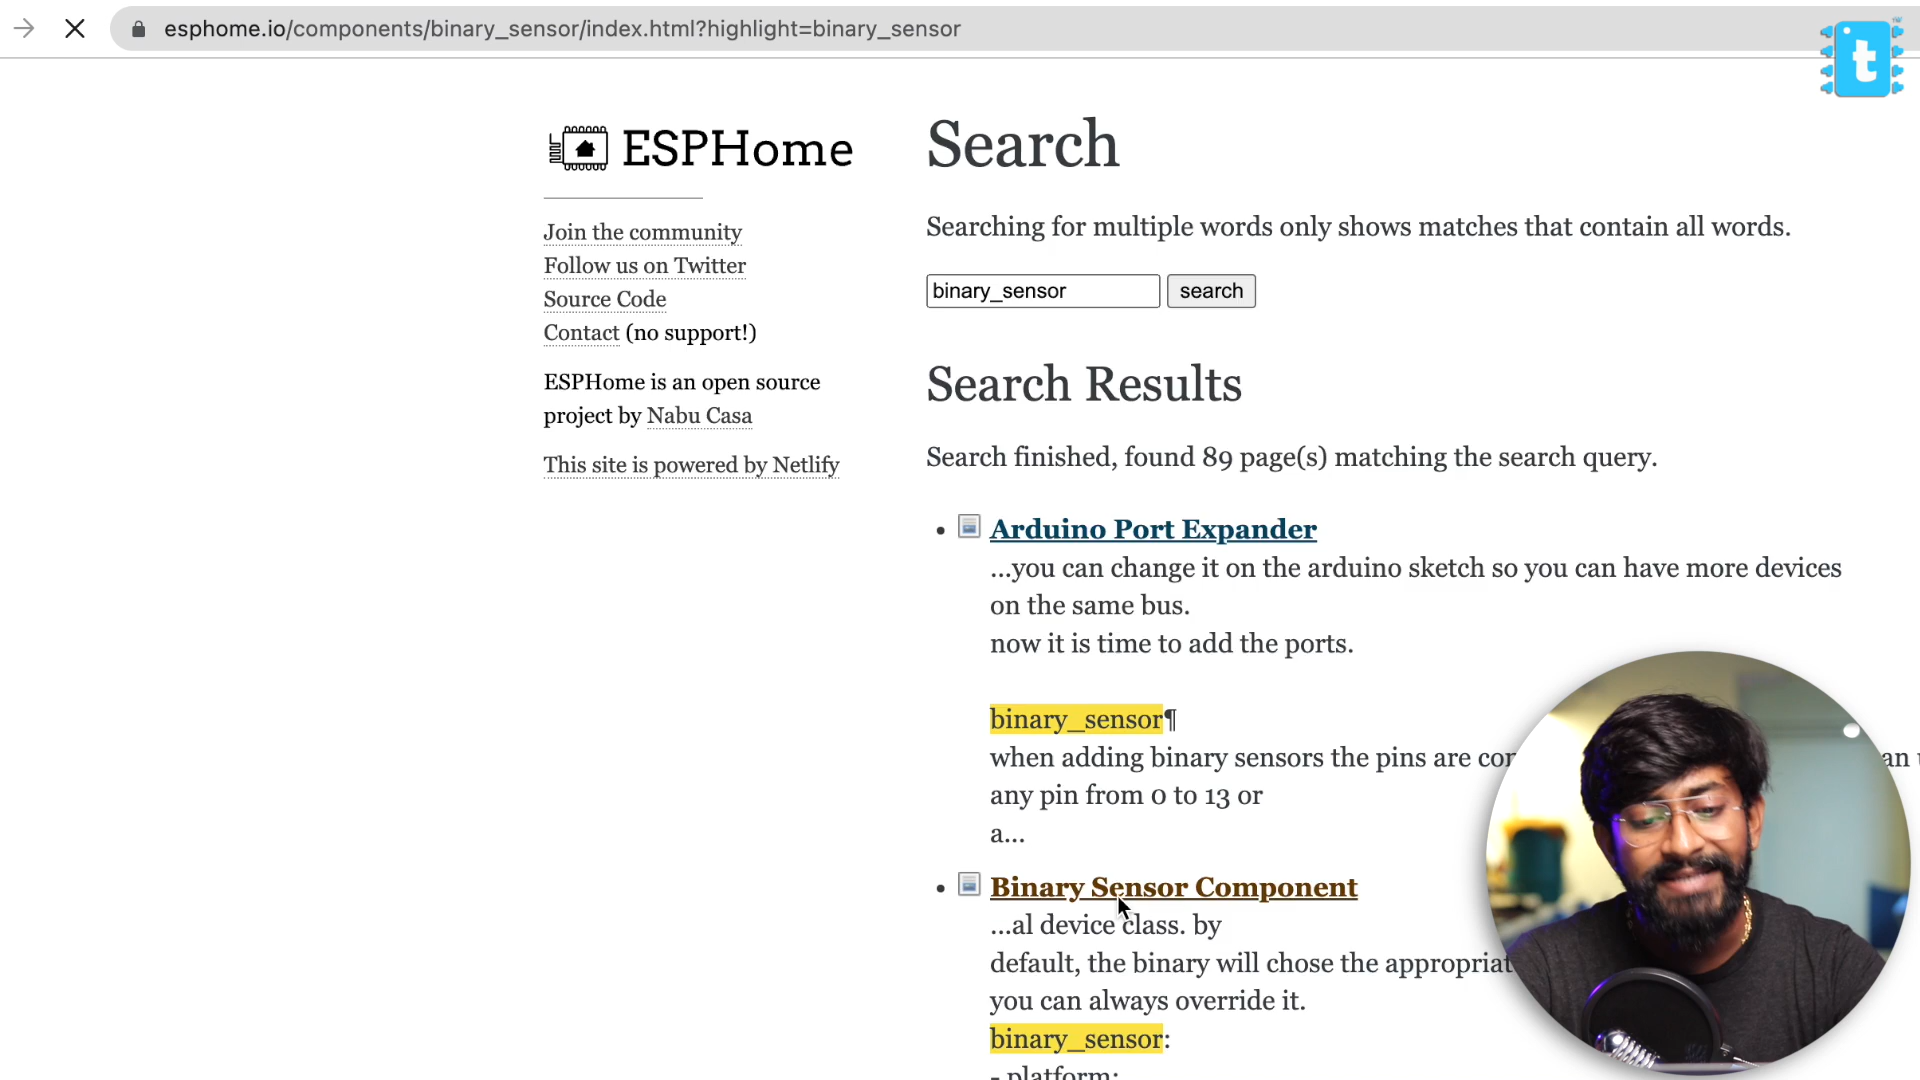 esphome.io/components/binary_sensor/index.html?highlight=binary_sensor
t
ESPHome
Join the community
Follow us on Twitter
Source Code
Contact (no support!)
ESPHome is an open source
project by Nabu Casa
This site is powered by Netlify
Search
Searching for multiple words only shows matches that contain all words.
binary_sensor search
Search Results
Search finished, found 89 page(s) matching the search query.
Arduino Port Expander
...you can change it on the arduino sketch so you can have more devices
on the same bus.
now it is time to add the ports.
binary_sensor¶
when adding binary sensors the pins are
any pin from 0 to 13 or
a...
Binary Sensor Component
...al device class. by
default, the binary will chose the
you can always override it.
binary_sensor:
- platform: